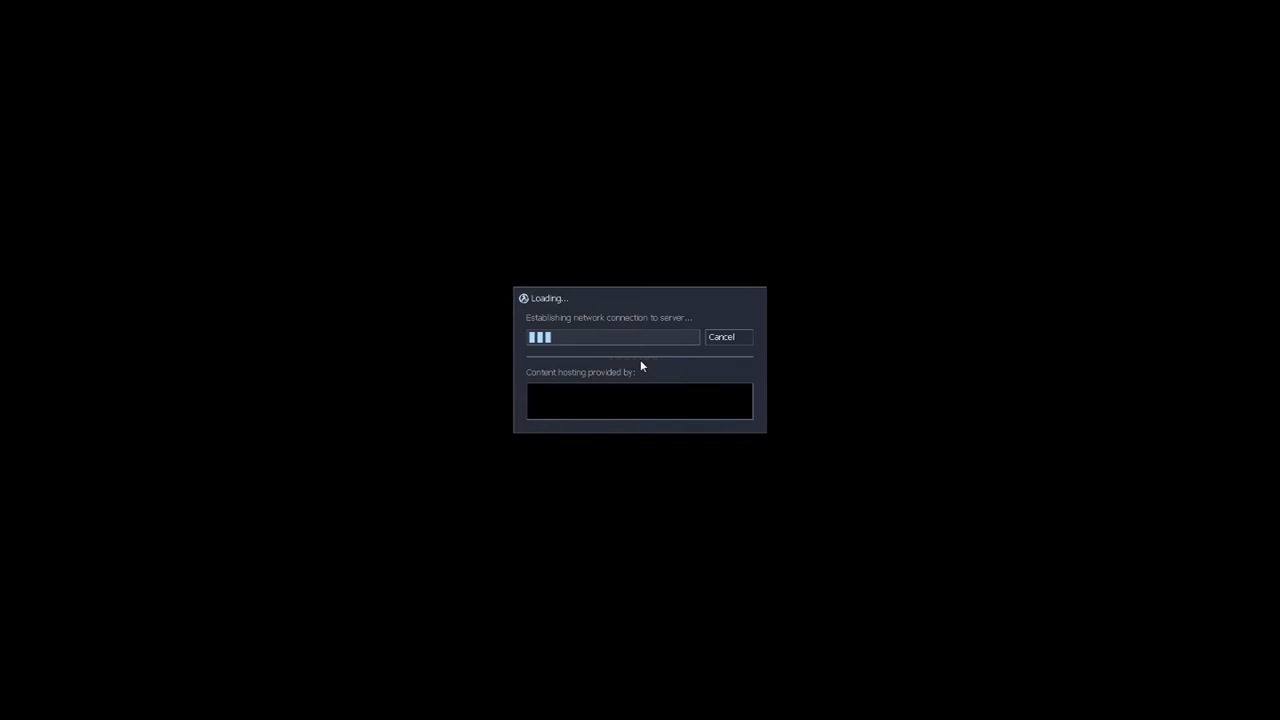 Loading...
Establishing network connection to server...
Cancel
Content hosting provided by: